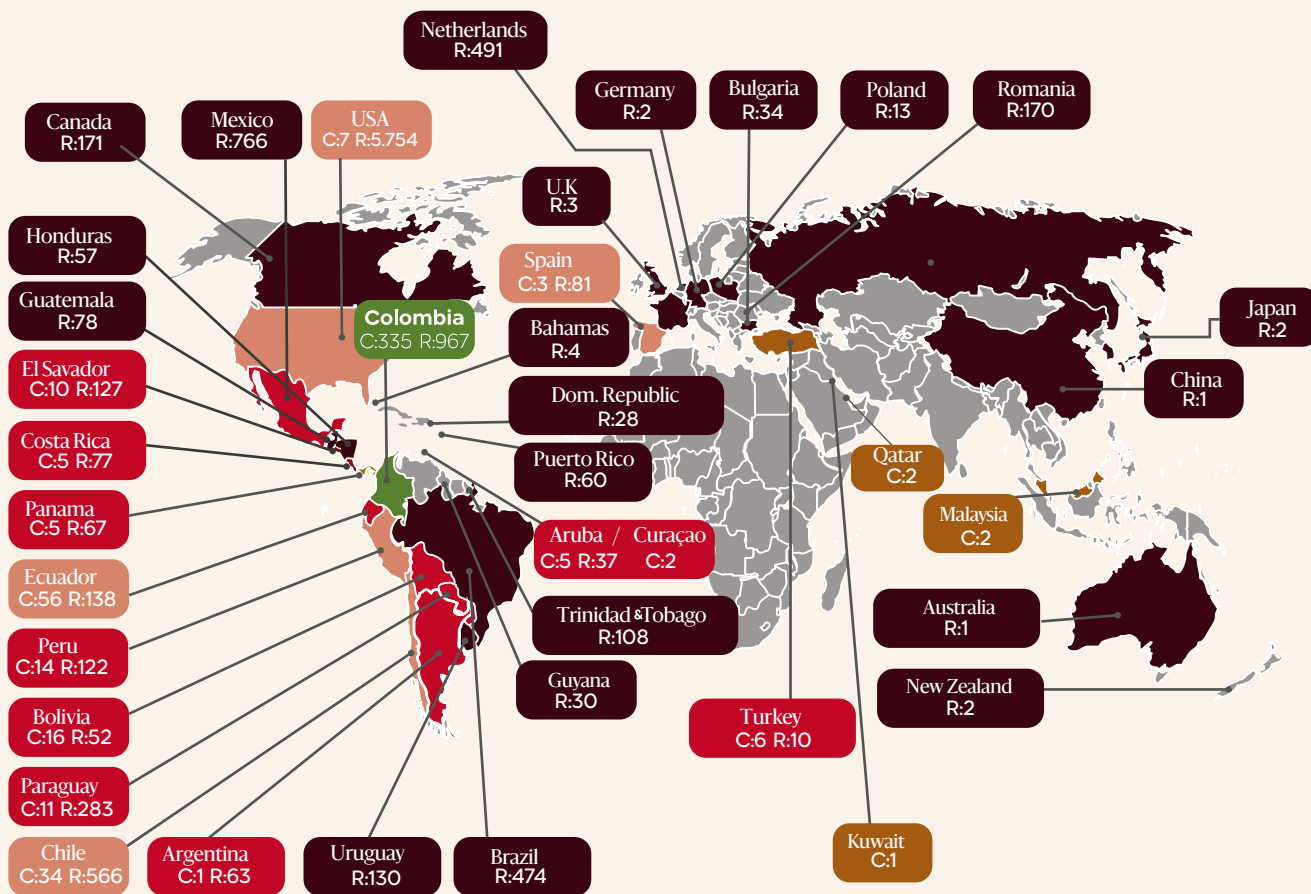 Netherlands
R:491
Germany
R:2
Bulgaria
R:34
Poland
R:13
Romania
R:170
Canada
R:171
Mexico
R:766
USA
C:7 R:5.754
U.K
R:3
Honduras
R:57
Spain
C:3 R:81
Guatemala
R:78
Colombia
C:335 R:967
Bahamas
R:4
Japan
R:2
El Savador
C:10 R:127
Dom. Republic
R:28
China
R:1
Costa Rica
C:5 R:77
Puerto Rico
R:60
Qatar
C:2
Panama
C:5 R:67
Malaysia
C:2
Aruba / Curaçao
C:5 R:37 C:2
Ecuador
C:56 R:138
Trinidad &Tobago
R:108
Australia
R:1
Peru
C:14 R:122
Guyana
R:30
New Zealand
R:2
Bolivia
C:16 R:52
Turkey
C:6 R:10
Paraguay
C:11 R:283
Chile
C:34 R:566
Argentina
C:1 R:63
Uruguay
R:130
Brazil
R:474
Kuwait
C:1